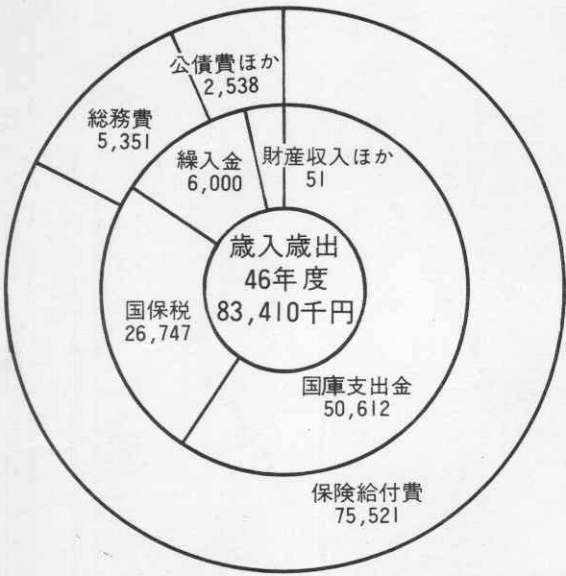 公債費ほか
2,538
総務費
5,351
繰入金
6,000
財産収入ほか
51
歳入歳出
46年度
83,410千円
国保税
26,747
国庫支出金
50,612
保険給付費
75,521